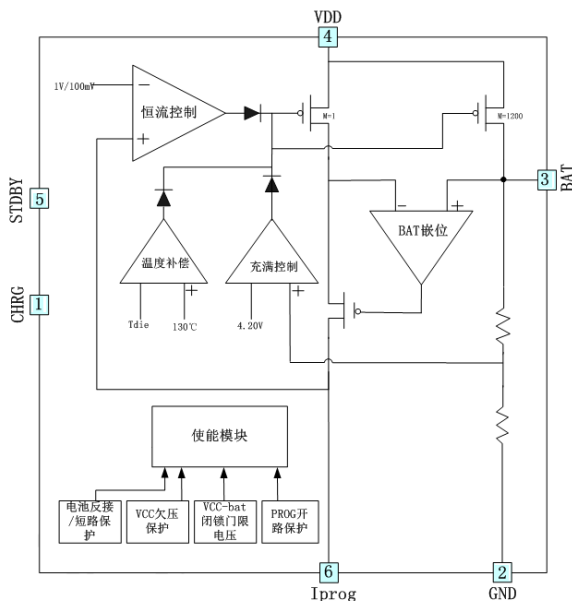 VDD
4
1V/100mV
−
恒流控制
+
M=1
M=1200
3
BAT
STDBY
5
−
+
BAT嵌位
温度补偿
+
充满控制
+
CHRG
1
Tdie
130℃
4.20V
使能模块
电池反接
/短路保
护
VCC欠压
保护
VCC-bat
闭锁门限
电压
PROG开
路保护
6
Iprog
2
GND